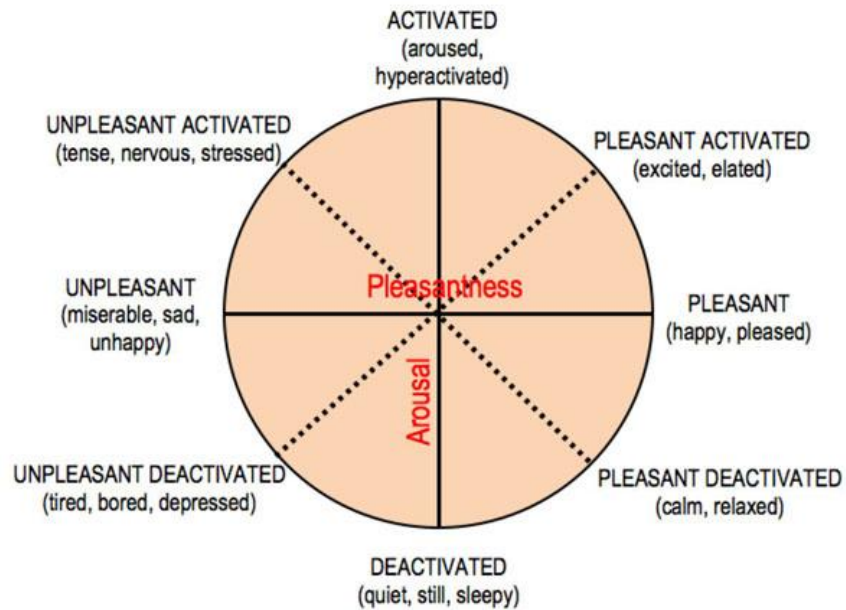 ACTIVATED
(aroused,
hyperactivated)
UNPLEASANT ACTIVATED
(tense, nervous, stressed)
PLEASANT ACTIVATED
(excited, elated)
UNPLEASANT
(miserable, sad,
unhappy)
Pleasantness
PLEASANT
(happy, pleased)
Arousal
UNPLEASANT DEACTIVATED
(tired, bored, depressed)
PLEASANT DEACTIVATED
(calm, relaxed)
DEACTIVATED
(quiet, still, sleepy)